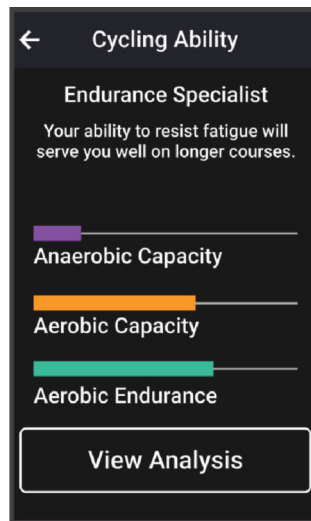 Cycling Ability
Endurance Specialist
Your ability to resist fatigue will
serve you well on longer courses.
Anaerobic Capacity
Aerobic Capacity
Aerobic Endurance
View Analysis